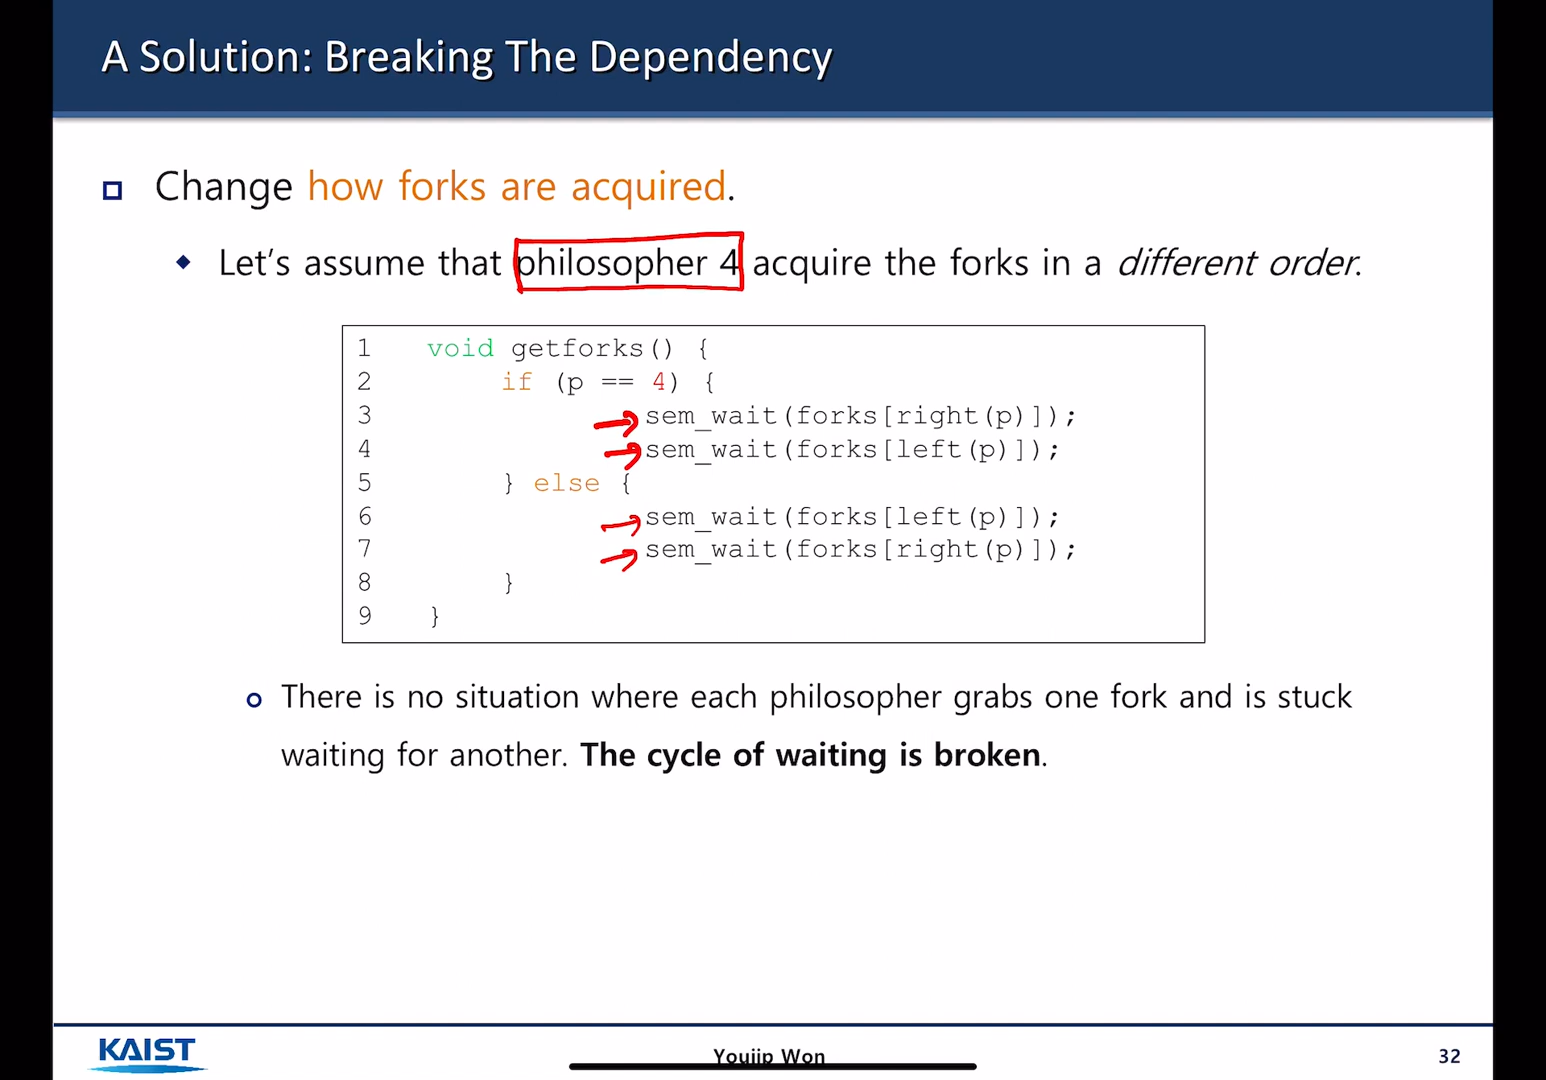 A Solution: Breaking The Dependency
Change how forks are acquired.
Let's assume that philosopher 4 acquire the forks in a different order.
1 void getforks() {
2 if (p == 4) {
3 sem_wait(forks[right(p)]);
4 sem_wait(forks[left(p)]);
5 } else {
6 sem_wait(forks[left(p)]);
7 sem_wait(forks[right(p)]);
8 }
9 }
There is no situation where each philosopher grabs one fork and is stuck
waiting for another. The cycle of waiting is broken.
KAIST
Youjip Won
32